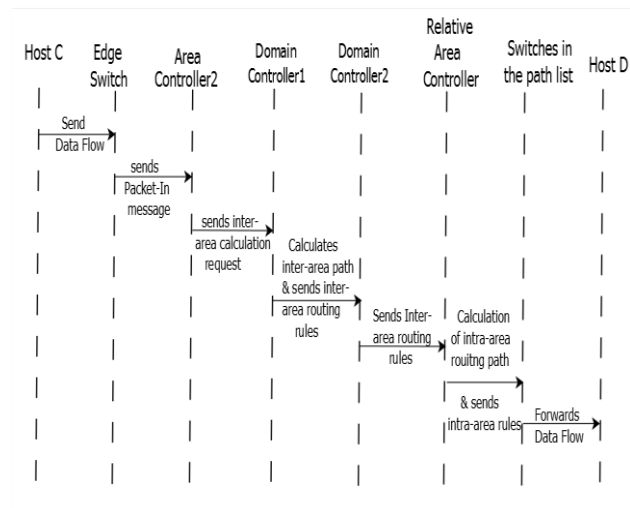 Host C
Edge
Switch
Area
Controller2
Domain
Controller1
Domain
Controller2
Relative
Area
Controller
Switches in
the path list
Host D
Send
Data Flow
sends
Packet-In
message
sends inter-
area calculation
request
Calculates
inter-area path
& sends inter-
area routing
rules
Sends Inter-
area routing
rules
Calculation
of intra-area
rouitng path
& sends
intra-area rules
Forwards
Data Flow